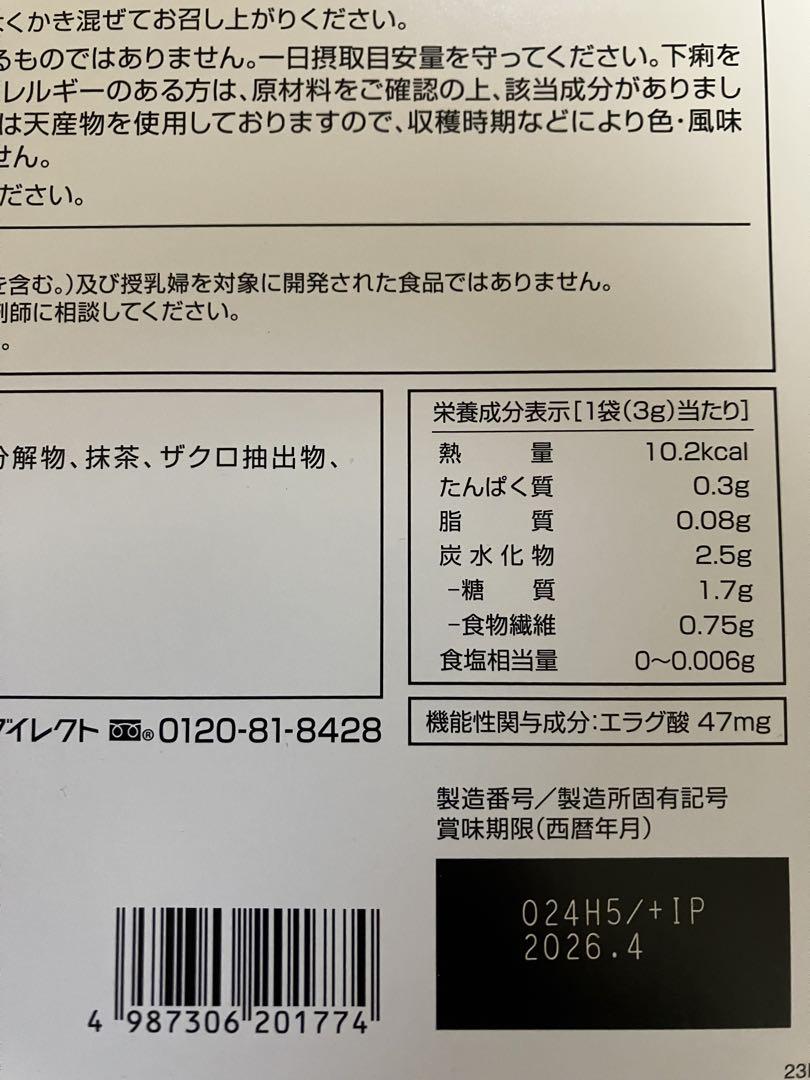 よくかき混ぜてお召し上がりください。
るものではありません。一日摂取目安量を守ってください。下痢を
レルギーのある方は、原材料をご確認の上、該当成分がありまし
は天産物を使用しておりますので、収穫時期などにより色・風味
せん。
ださい。
を含む。)及び授乳婦を対象に開発された食品ではありません。
剤師に相談してください。
。
分解物、抹茶、ザクロ抽出物、
栄養成分表示[1袋(3g)当たり]
熱量 10.2kcal
たんぱく質 0.3g
脂質 0.08g
炭水化物 2.5g
-糖質 1.7g
-食物繊維 0.75g
食塩相当量 0〜0.006g
ダイレクト ®0120-81-8428
機能性関与成分:エラグ酸 47mg
製造番号/製造所固有記号
賞味期限(西暦年月)
024H5/+IP
2026.4
4 987306 201774